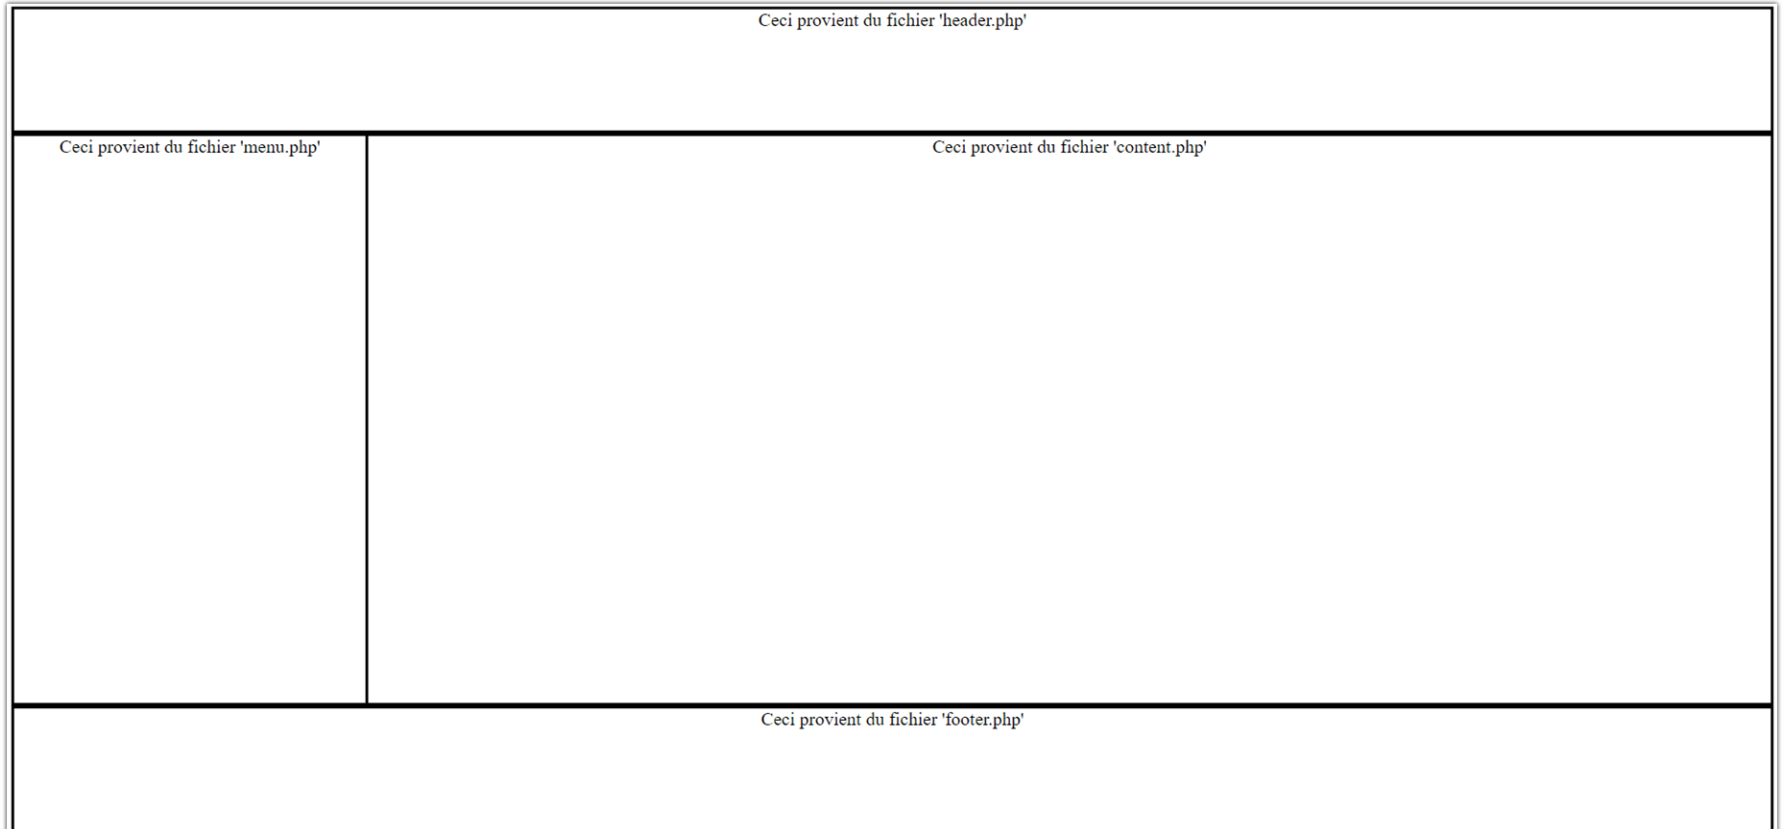 Ceci provient du fichier 'header.php'
Ceci provient du fichier 'menu.php'
Ceci provient du fichier 'content.php'
Ceci provient du fichier 'footer.php'